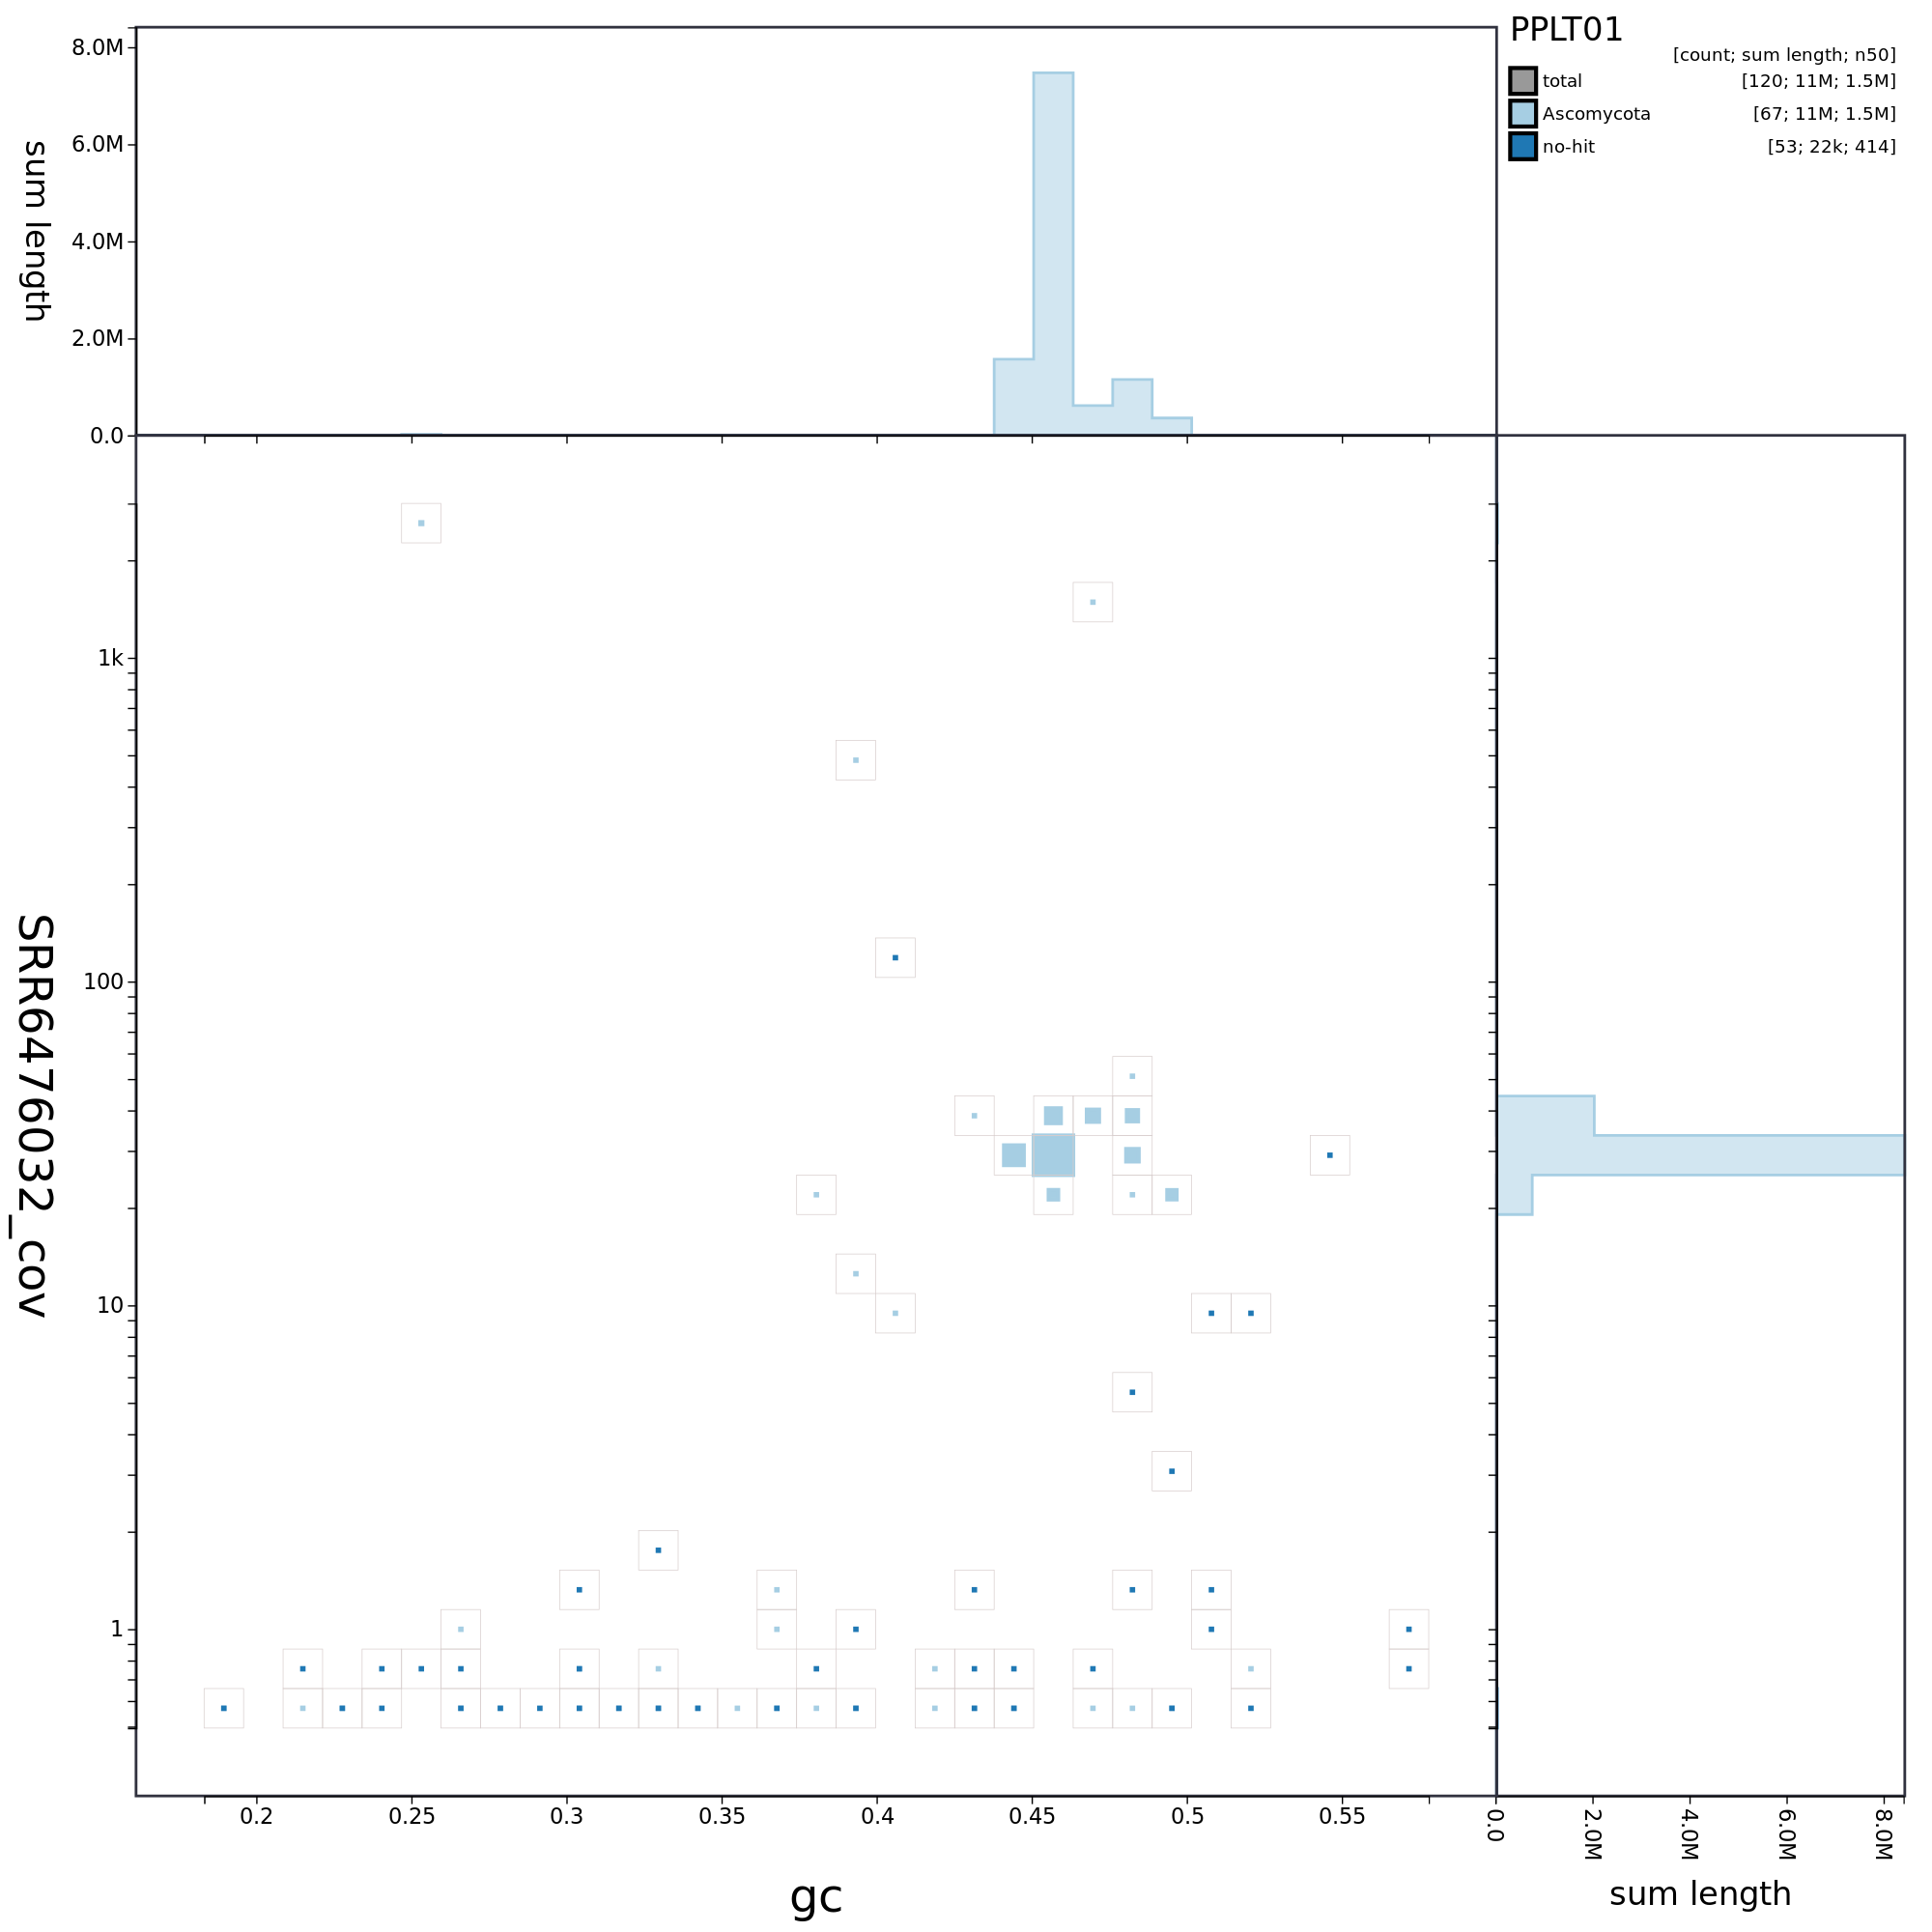 PPLT01
[count; sum length; n50]
total [120; 11M; 1.5M]
Ascomycota [67; 11M; 1.5M]
no-hit [53; 22k; 414]
sum length
8.0M
6.0M
4.0M
2.0M
0.0
SRR6476032_cov
1k
100
10
1
0.2 0.25 0.3 0.35 0.4 0.45 0.5 0.55
gc
0.0 2.0M 4.0M 6.0M 8.0M
sum length